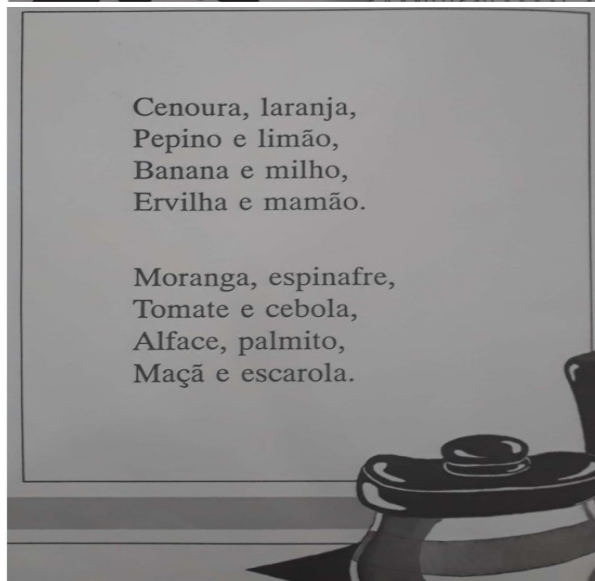 Cenoura, laranja,
Pepino e limão,
Banana e milho,
Ervilha e mamão.
Moranga, espinafre,
Tomate e cebola,
Alface, palmito,
Maçã e escarola.